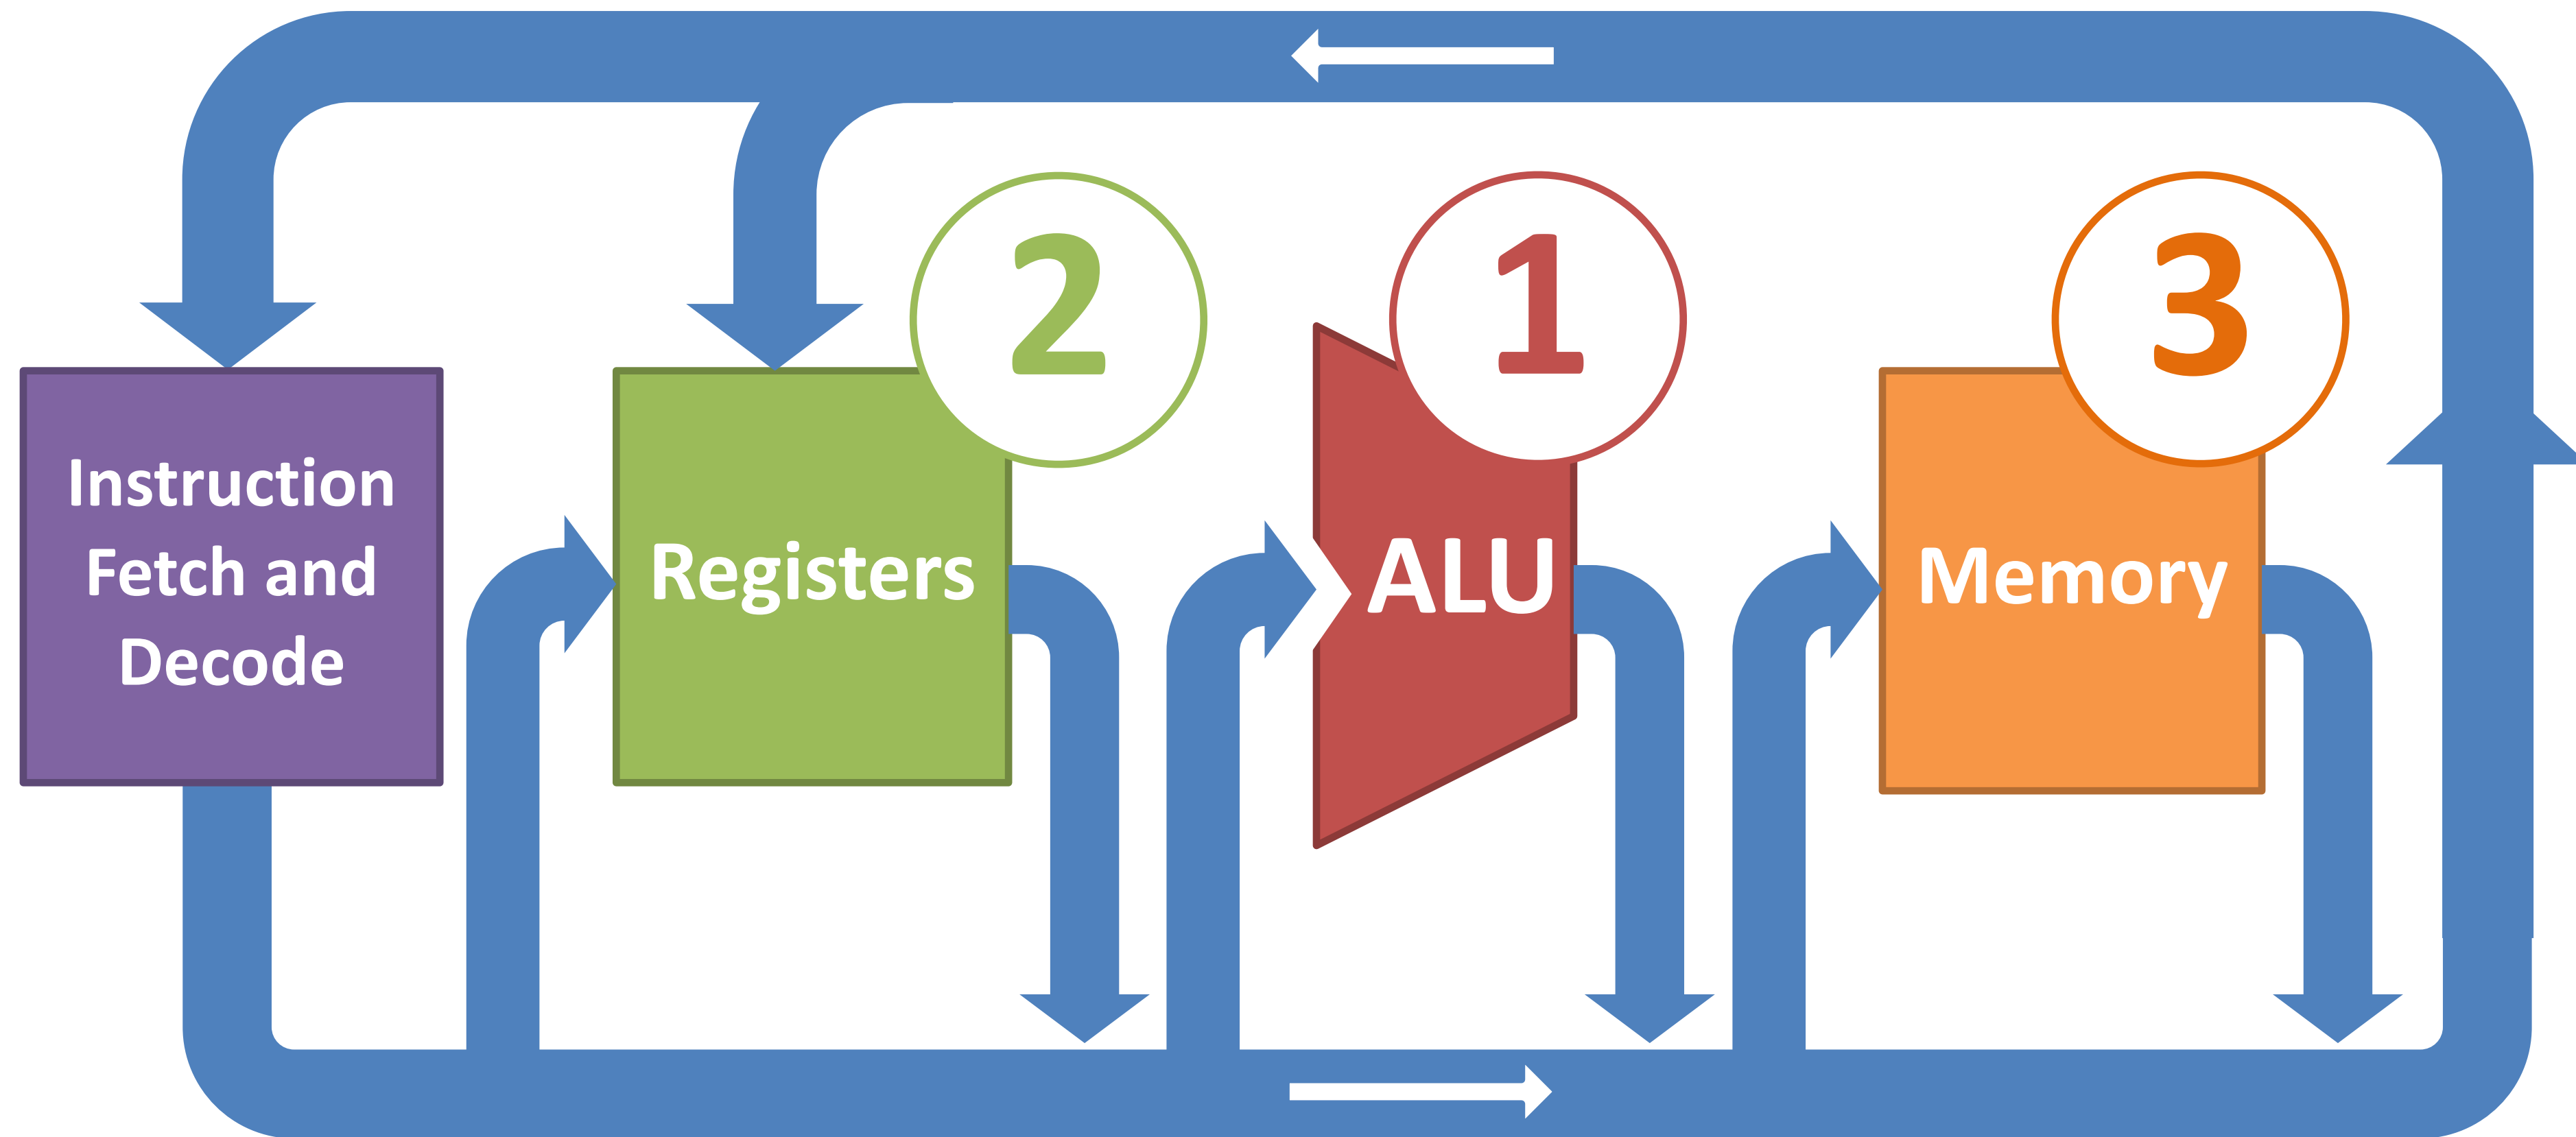 2
1
3
Instruction
Fetch and
Decode
Registers
ALU
Memory